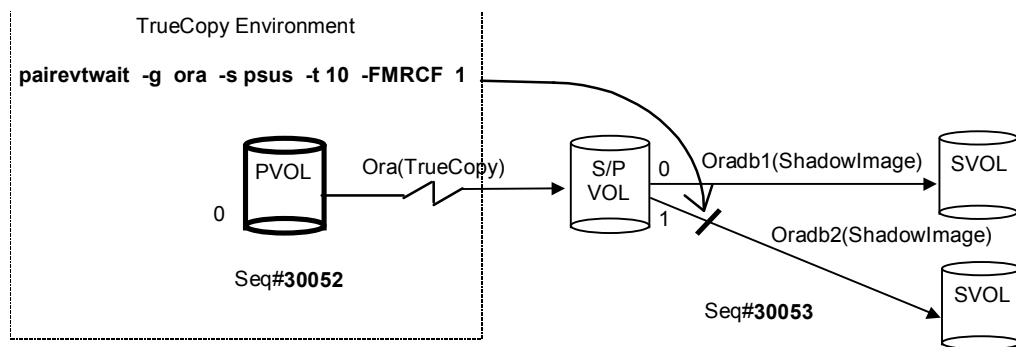 TrueCopy Environment
pairevtwait -g ora -s psus -t 10 -FMRCF 1
PVOL
0
Ora(TrueCopy)
S/P
VOL
0
1
Oradb1(ShadowImage)
SVOL
Oradb2(ShadowImage)
SVOL
Seq#30052
Seq#30053